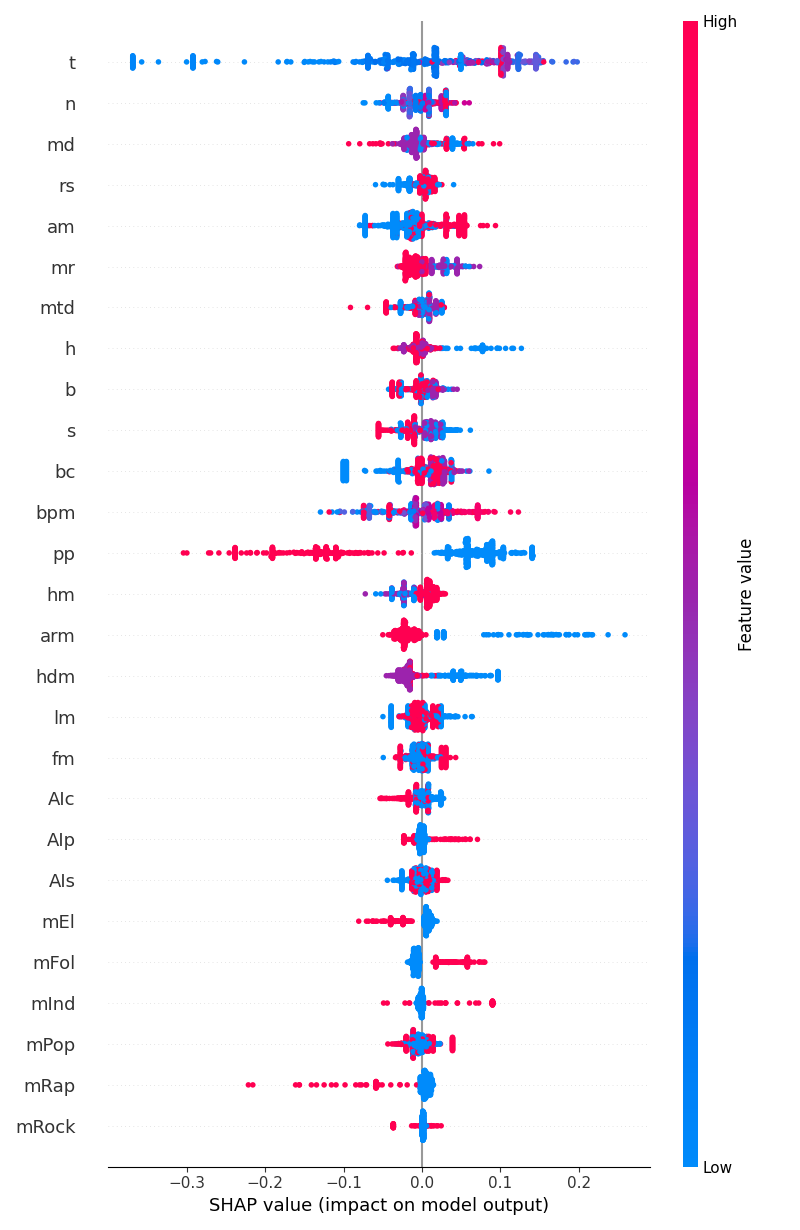 High
t
n
md
rs
am
mr
mtd
h
b
s
bc
bpm
pp
hm
arm
hdm
lm
fm
AIc
AIp
AIs
mEl
mFol
mInd
mPop
mRap
mRock
Feature value
Low
−0.3 −0.2 −0.1 0.0 0.1 0.2
SHAP value (impact on model output)